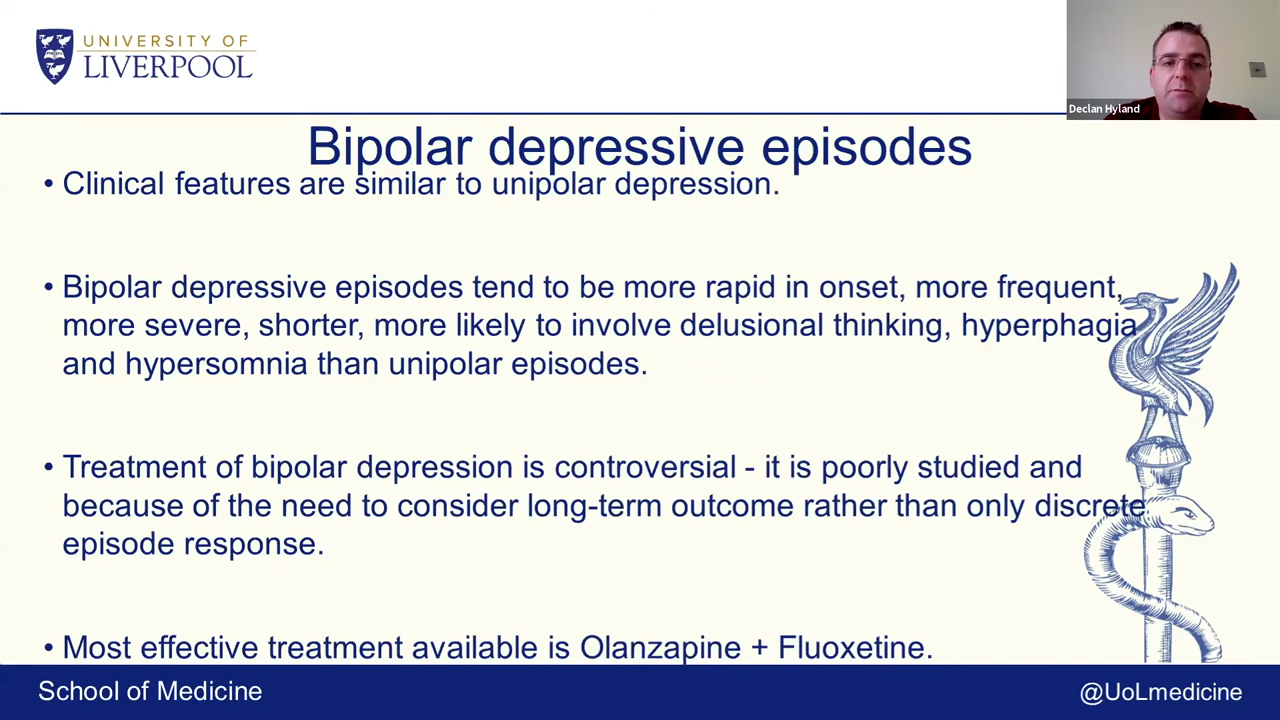 UNIVERSITY OF
LIVERPOOL
Declan Hyland
Bipolar depressive episodes
• Clinical features are similar to unipolar depression.
• Bipolar depressive episodes tend to be more rapid in onset, more frequent,
more severe, shorter, more likely to involve delusional thinking, hyperphagia
and hypersomnia than unipolar episodes.
• Treatment of bipolar depression is controversial - it is poorly studied and
because of the need to consider long-term outcome rather than only discrete
episode response.
• Most effective treatment available is Olanzapine + Fluoxetine.
School of Medicine
@UoLmedicine